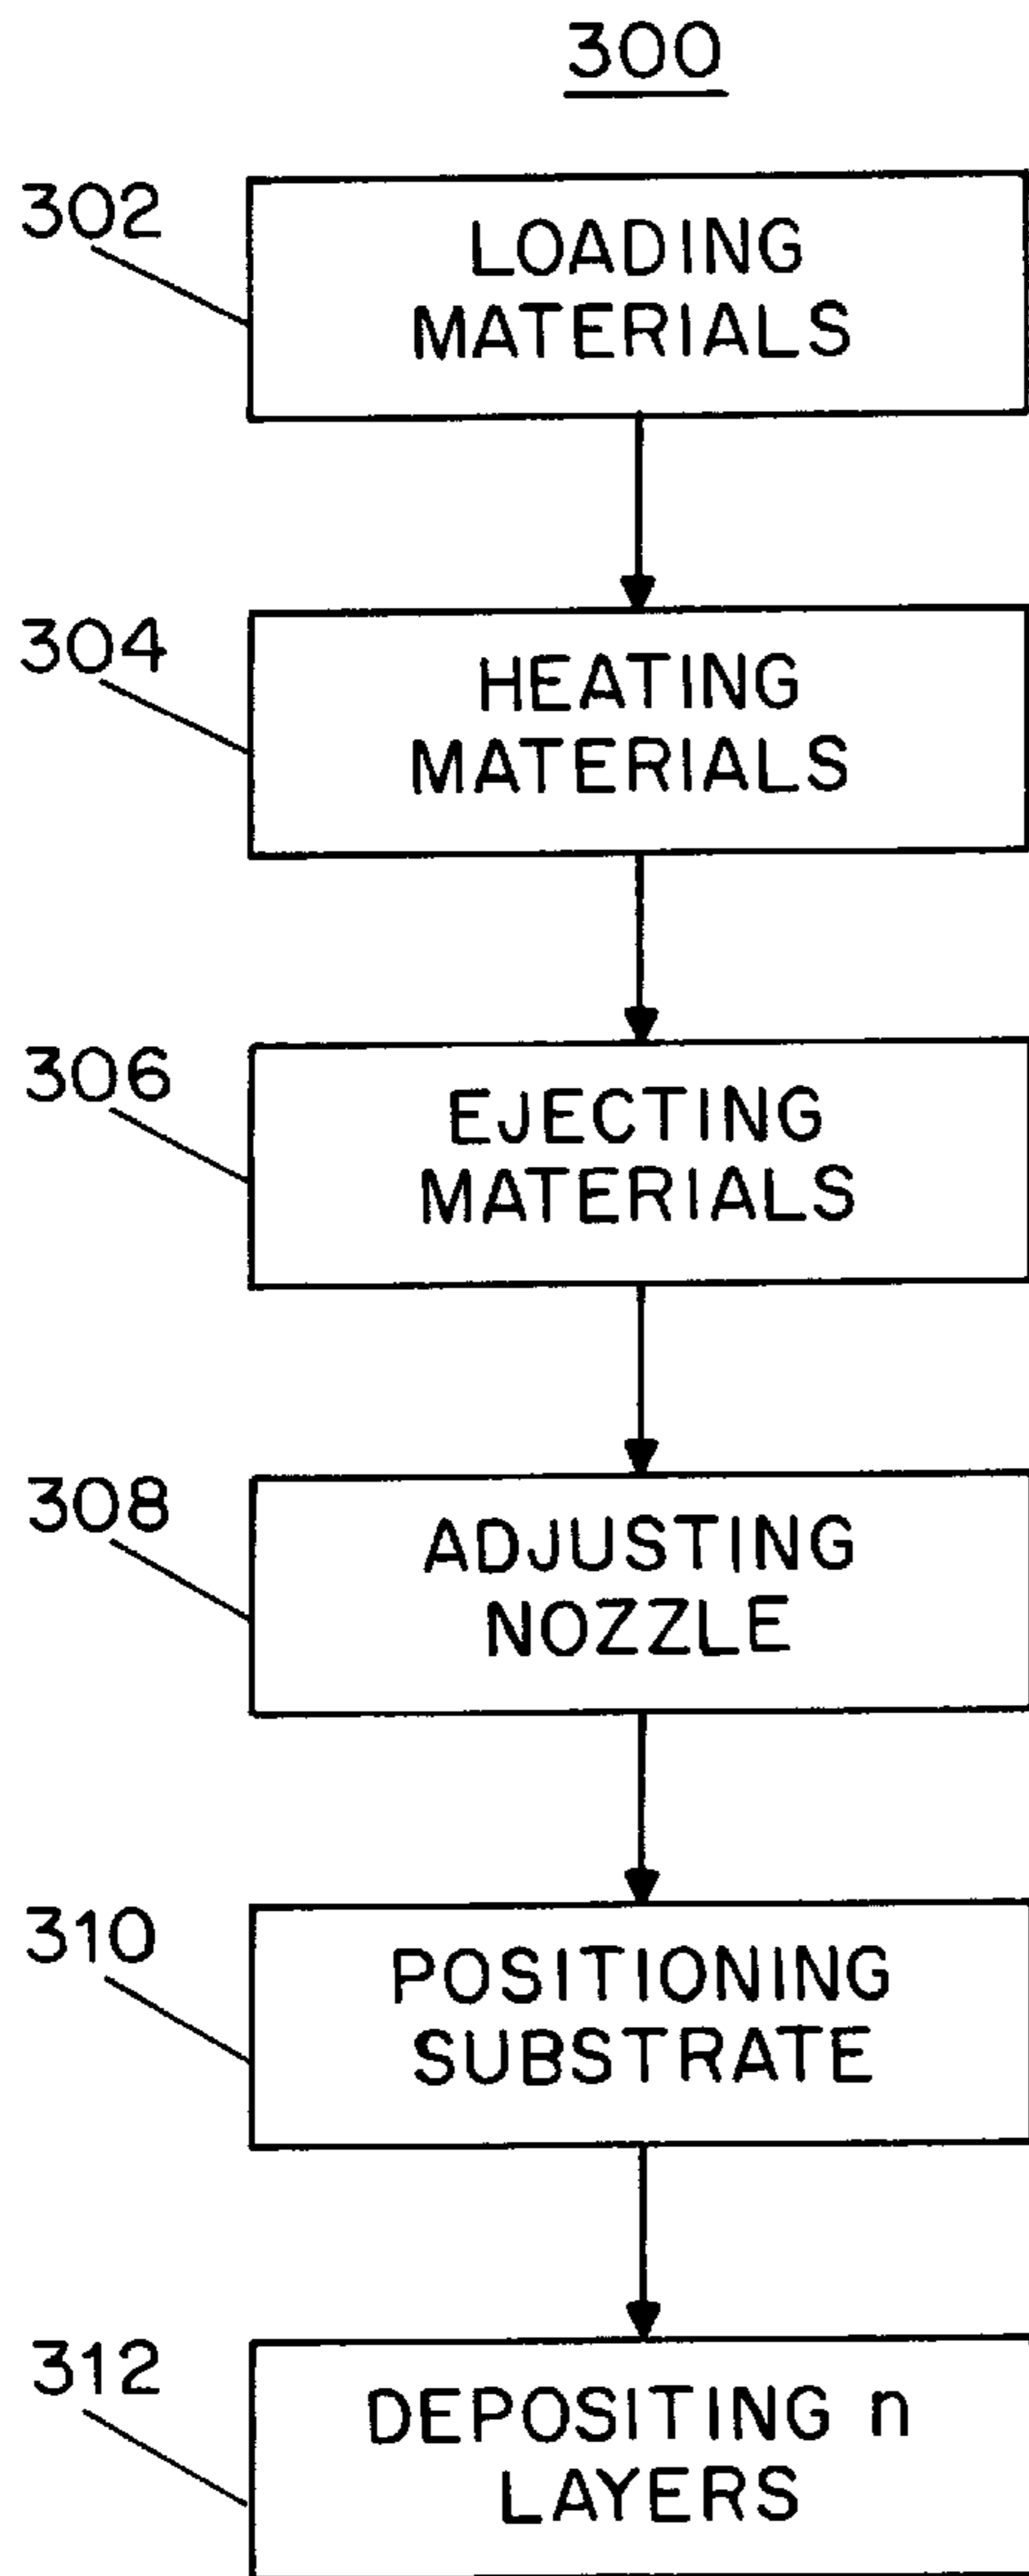 300
302
LOADING
MATERIALS
304
HEATING
MATERIALS
306
EJECTING
MATERIALS
308
ADJUSTING
NOZZLE
310
POSITIONING
SUBSTRATE
312
DEPOSITING n
LAYERS